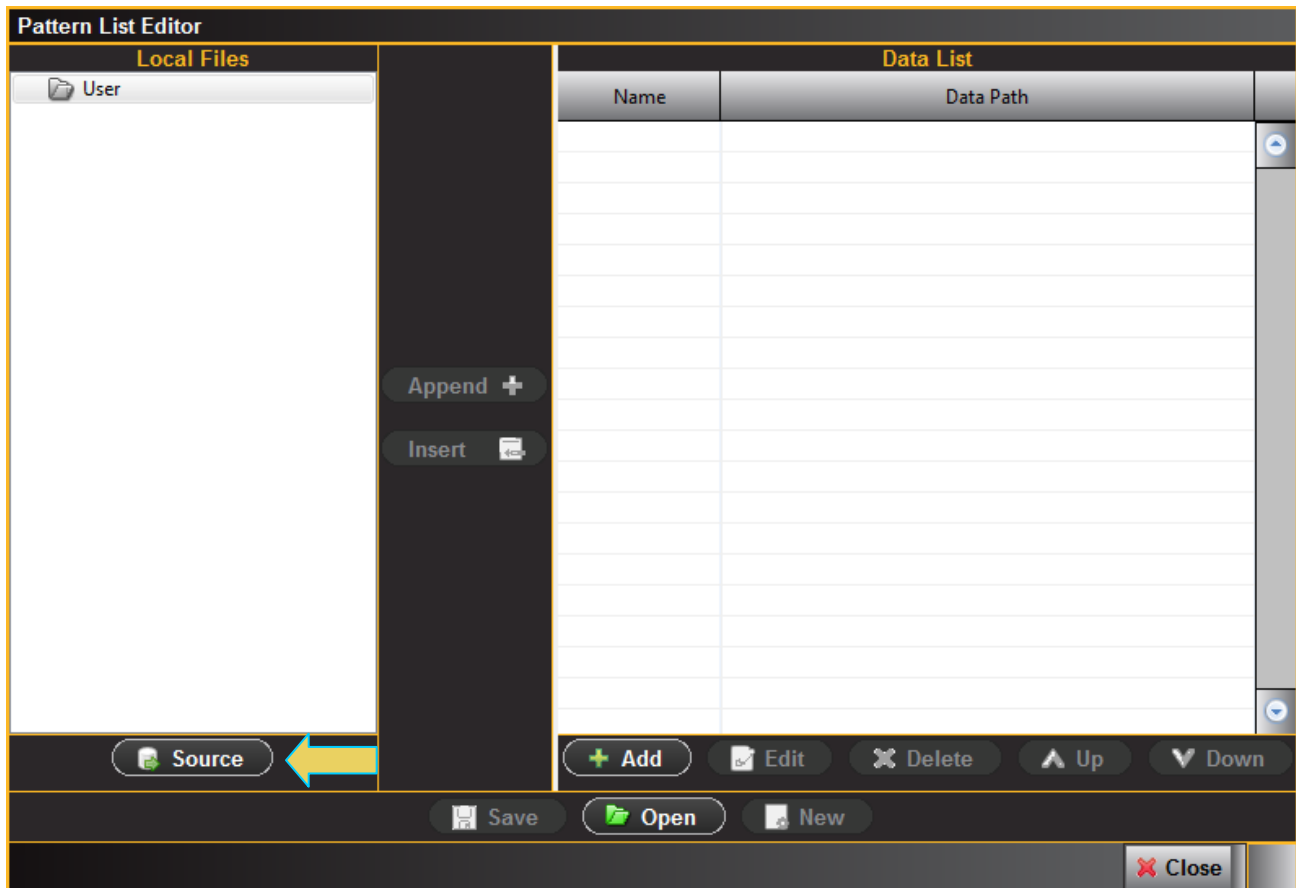 Pattern List Editor
Local Files
Data List
User
Name
Data Path
Append
Insert
Source
Add
Edit
Delete
Up
Down
Save
Open
New
Close